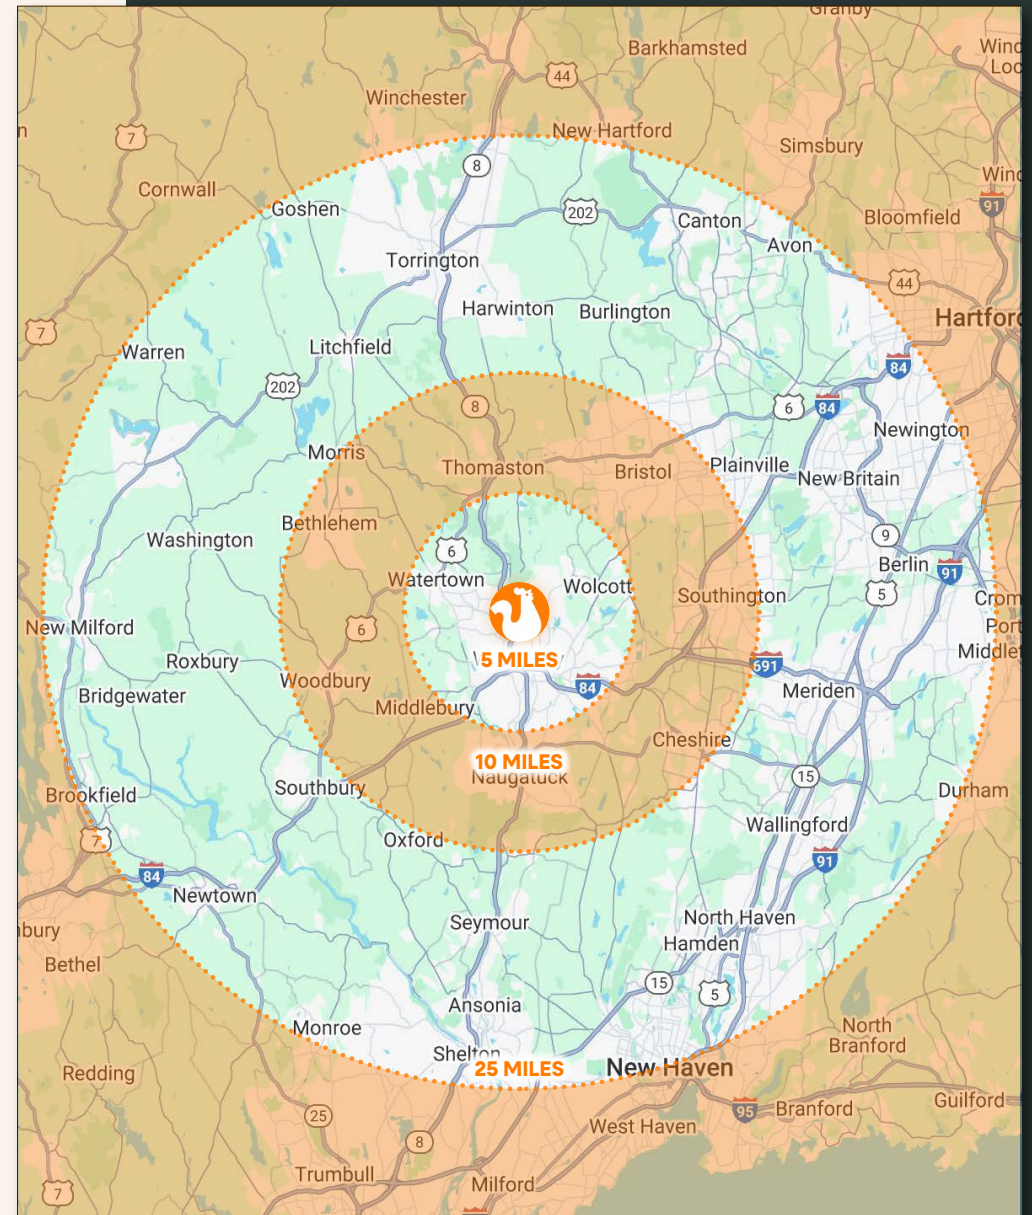 Granby
Barkhamsted
Wind
Loc
44
Winchester
7
New Hartford
Simsbury
8
Wind
Cornwall
91
Goshen
202
Canton
Bloomfield
Avon
Torrington
44
Harwinton
Burlington
Hartford
7
Warren
Litchfield
84
202
8
6
84
Newington
Morris
Thomaston
Bristol
Plainville
New Britain
Bethlehem
Washington
9
6
Berlin
91
Watertown
Wolcott
5
Southington
Crom
New Milford
6
Port
Middle
Roxbury
5 MILES
691
Woodbury
84
Meriden
Bridgewater
Middlebury
Cheshire
10 MILES
Naugatuck
15
Southbury
Durham
Brookfield
Wallingford
7
Oxford
91
84
Newtown
Seymour
North Haven
nbury
Hamden
Bethel
15
5
Ansonia
Monroe
North
Branford
Shelton
25 MILES
New Haven
Redding
95
Branford
Guilford
25
West Haven
8
Trumbull
Milford
7